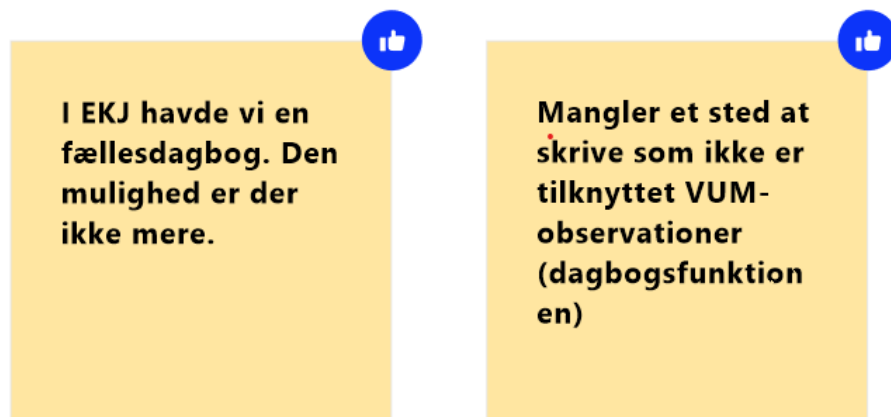 I EKJ havde vi en
fællesdagbog. Den
mulighed er der
ikke mere.
Mangler et sted at
skrive som ikke er
tilknyttet VUM-
observationer
(dagbogsfunktion
en)